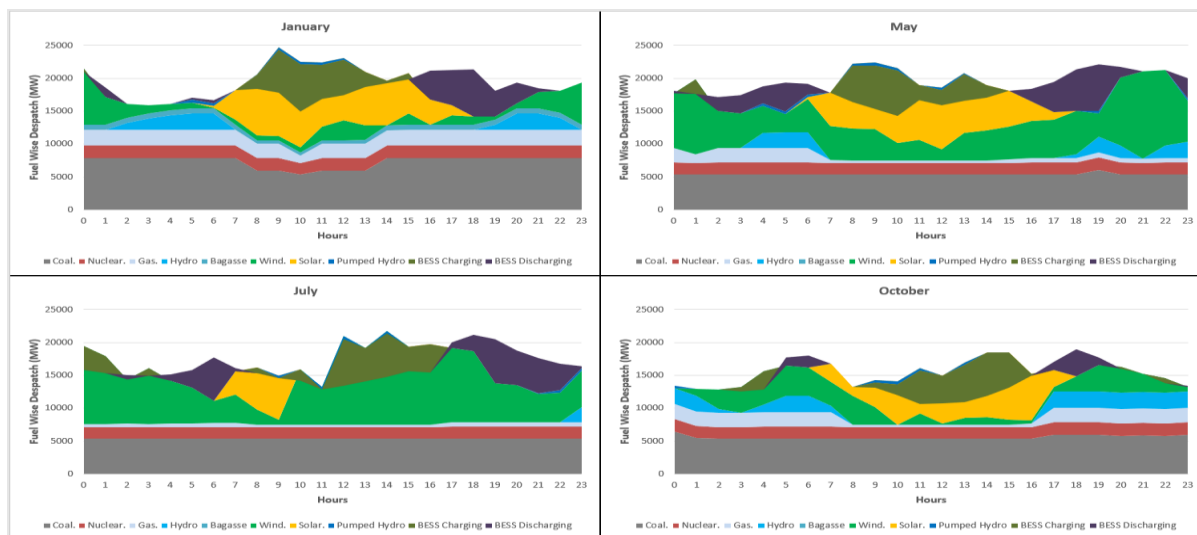 January
Fuel Wise Despatch (MW)
25000
20000
15000
10000
5000
0
0 1 2 3 4 5 6 7 8 9 10 11 12 13 14 15 16 17 18 19 20 21 22 23
Hours
Coal. Nuclear. Gas. Hydro Bagasse Wind. Solar. Pumped Hydro BESS Charging BESS Discharging
May
Fuel Wise Despatch (MW)
25000
20000
15000
10000
5000
0
0 1 2 3 4 5 6 7 8 9 10 11 12 13 14 15 16 17 18 19 20 21 22 23
Hours
Coal. Nuclear. Gas. Hydro Bagasse Wind. Solar. Pumped Hydro BESS Charging BESS Discharging
July
Fuel Wise Despatch (MW)
25000
20000
15000
10000
5000
0
0 1 2 3 4 5 6 7 8 9 10 11 12 13 14 15 16 17 18 19 20 21 22 23
Hours
Coal. Nuclear. Gas. Hydro Bagasse Wind. Solar. Pumped Hydro BESS Charging BESS Discharging
October
Fuel Wise Despatch (MW)
25000
20000
15000
10000
5000
0
0 1 2 3 4 5 6 7 8 9 10 11 12 13 14 15 16 17 18 19 20 21 22 23
Hours
Coal. Nuclear. Gas. Hydro Bagasse Wind. Solar. Pumped Hydro BESS Charging BESS Discharging